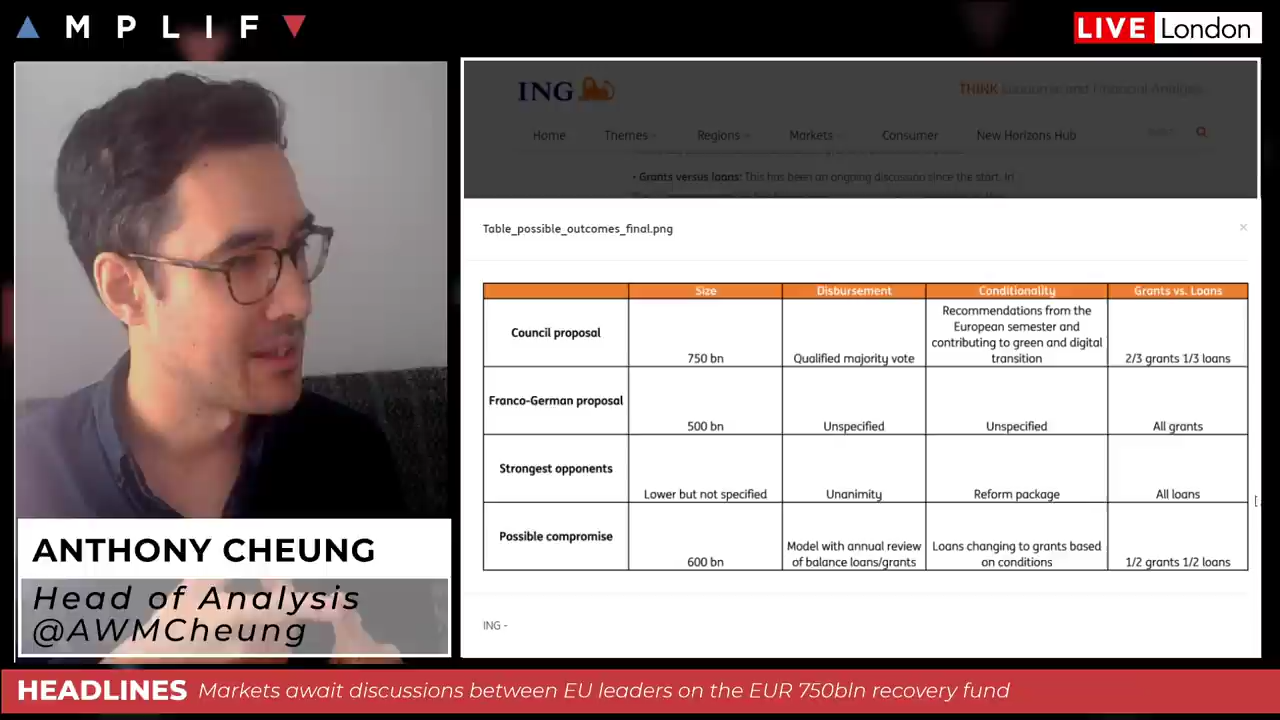 MPLIF
LIVE London
ING
THINK Economic and Financial Analysis
Home Themes Regions Markets Consumer New Horizons Hub
• Grants versus loans: This has been an ongoing discussion since the start. In
Table_possible_outcomes_final.png
×
Size Disbursement Conditionality Grants vs. Loans
Council proposal 750 bn Qualified majority vote Recommendations from the
European semester and
contributing to green and digital
transition 2/3 grants 1/3 loans
Franco-German proposal 500 bn Unspecified Unspecified All grants
Strongest opponents Lower but not specified Unanimity Reform package All loans
Possible compromise 600 bn Model with annual review
of balance loans/grants Loans changing to grants based
on conditions 1/2 grants 1/2 loans
ING -
ANTHONY CHEUNG
Head of Analysis
@AWMCheung
HEADLINES Markets await discussions between EU leaders on the EUR 750bln recovery fund